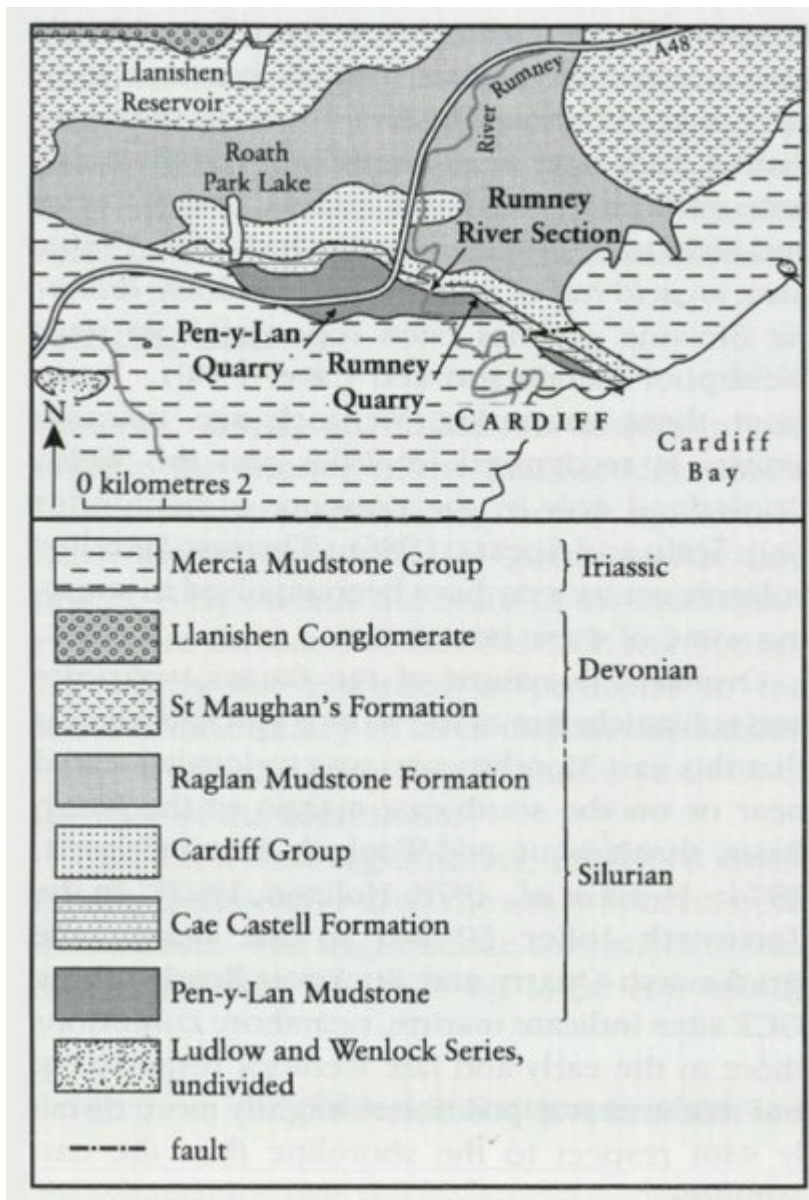 Llanishen
Reservoir
A48
River Rumney
Roath
Park Lake
Rumney
River Section
Pen-y-Lan
Quarry
Rumney
Quarry
CARDIFF
Cardiff
Bay
N
0 kilometres 2
Mercia Mudstone Group
Triassic
Llanishen Conglomerate
Devonian
St Maughan's Formation
Raglan Mudstone Formation
Cardiff Group
Silurian
Cae Castell Formation
Pen-y-Lan Mudstone
Ludlow and Wenlock Series,
undivided
fault